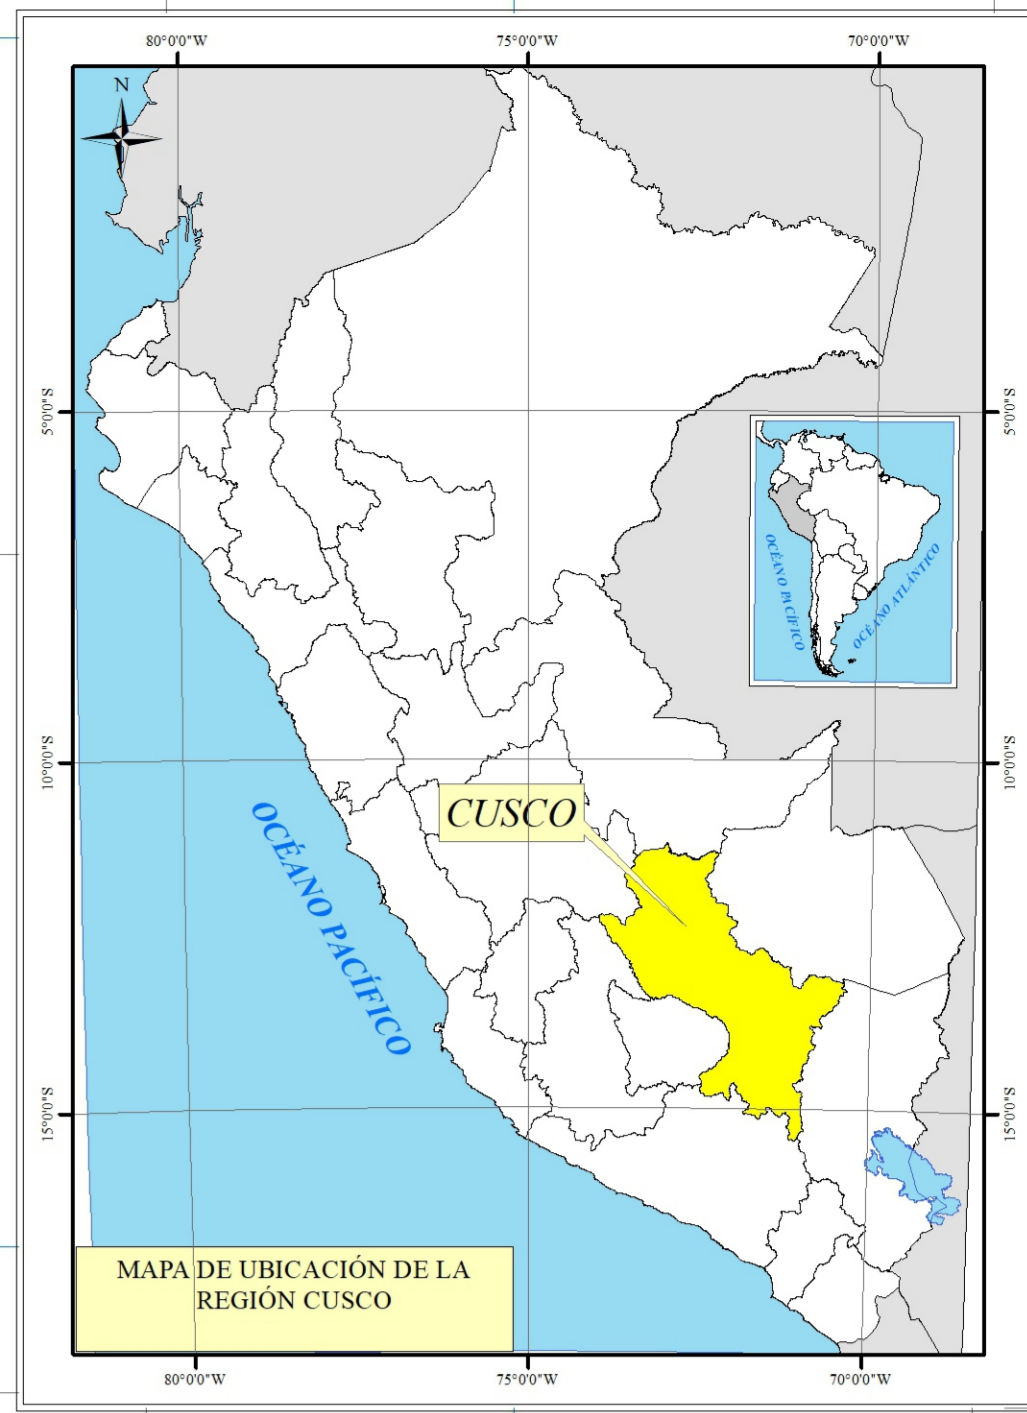 80°0'0"W
75°0'0"W
70°0'0"W
N
5°0'0"S
5°0'0"S
OCÉANO PACÍFICO
OCÉANO ATLÁNTICO
10°0'0"S
10°0'0"S
CUSCO
OCÉANO PACÍFICO
15°0'0"S
15°0'0"S
MAPA DE UBICACIÓN DE LA
REGIÓN CUSCO
80°0'0"W
75°0'0"W
70°0'0"W